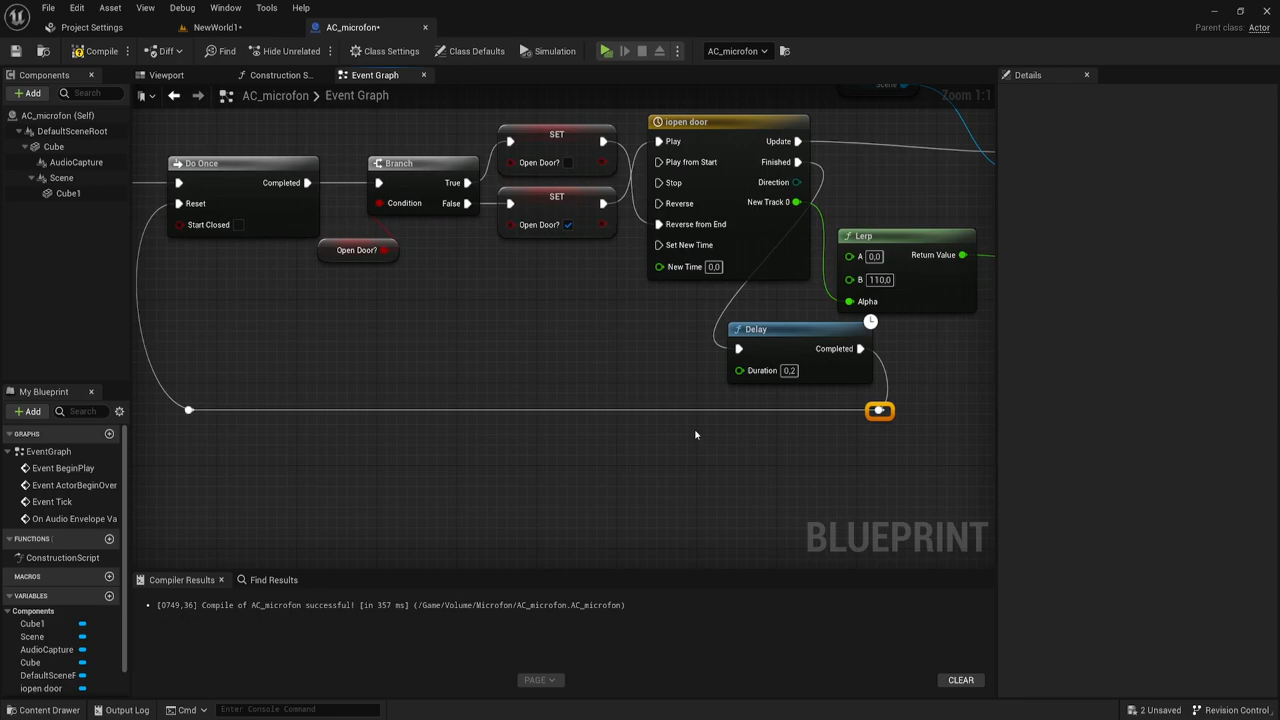 File Edit Asset View Debug Window Tools Help
Project Settings NewWorld1• AC_microfon• Parent class: Actor
Compile Diff Find Hide Unrelated Class Settings Class Defaults Simulation AC_microfon
Components Viewport Construction S... Event Graph Details
+ Add Search AC_microfon > Event Graph Zoom 1:1
AC_microfon (Self)
DefaultSceneRoot
Cube
AudioCapture
Scene
Cube1
Scene
Do Once
Completed
Reset
Start Closed
Branch
True
Condition False
Open Door?
SET
Open Door?
SET
Open Door?
iopen door
Play Update
Play from Start Finished
Stop Direction
Reverse New Track 0
Reverse from End
Set New Time
New Time 0,0
Lerp
A 0,0 Return Value
B 110,0
Alpha
Delay
Completed
Duration 0,2
BLUEPRINT
My Blueprint
+ Add Search
GRAPHS
EventGraph
Event BeginPlay
Event ActorBeginOver
Event Tick
On Audio Envelope Va
FUNCTIONS (
ConstructionScript
MACROS
VARIABLES
Components
Cube1
Scene
AudioCapture
Cube
DefaultSceneF
iopen door
Compiler Results Find Results
[0749,36] Compile of AC_microfon successful! [in 357 ms] (/Game/Volume/Microfon/AC_microfon.AC_microfon)
PAGE CLEAR
Content Drawer Output Log Cmd Enter Console Command 2 Unsaved Revision Control